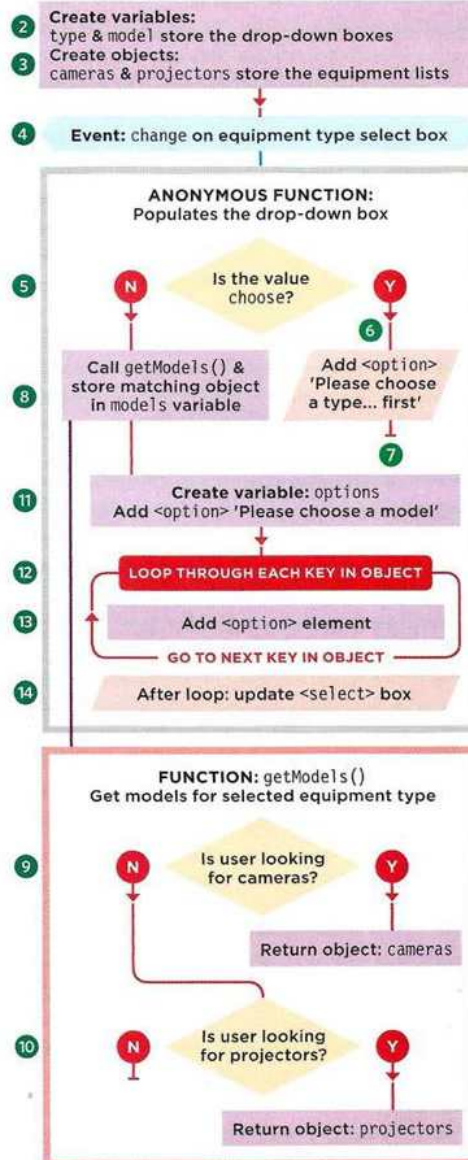 2 Create variables:
type & model store the drop-down boxes
3 Create objects:
cameras & projectors store the equipment lists
4 Event: change on equipment type select box
ANONYMOUS FUNCTION:
Populates the drop-down box
5 N Is the value Y
choose?
6
8 Call getModels() &
store matching object
in models variable
Add <option>
'Please choose
a type... first'
7
11 Create variable: options
Add <option> 'Please choose a model'
12 LOOP THROUGH EACH KEY IN OBJECT
13 Add <option> element
GO TO NEXT KEY IN OBJECT
14 After loop: update <select> box
FUNCTION: getModels()
Get models for selected equipment type
9 N Is user looking Y
for cameras?
Return object: cameras
10 N Is user looking Y
for projectors?
Return object: projectors